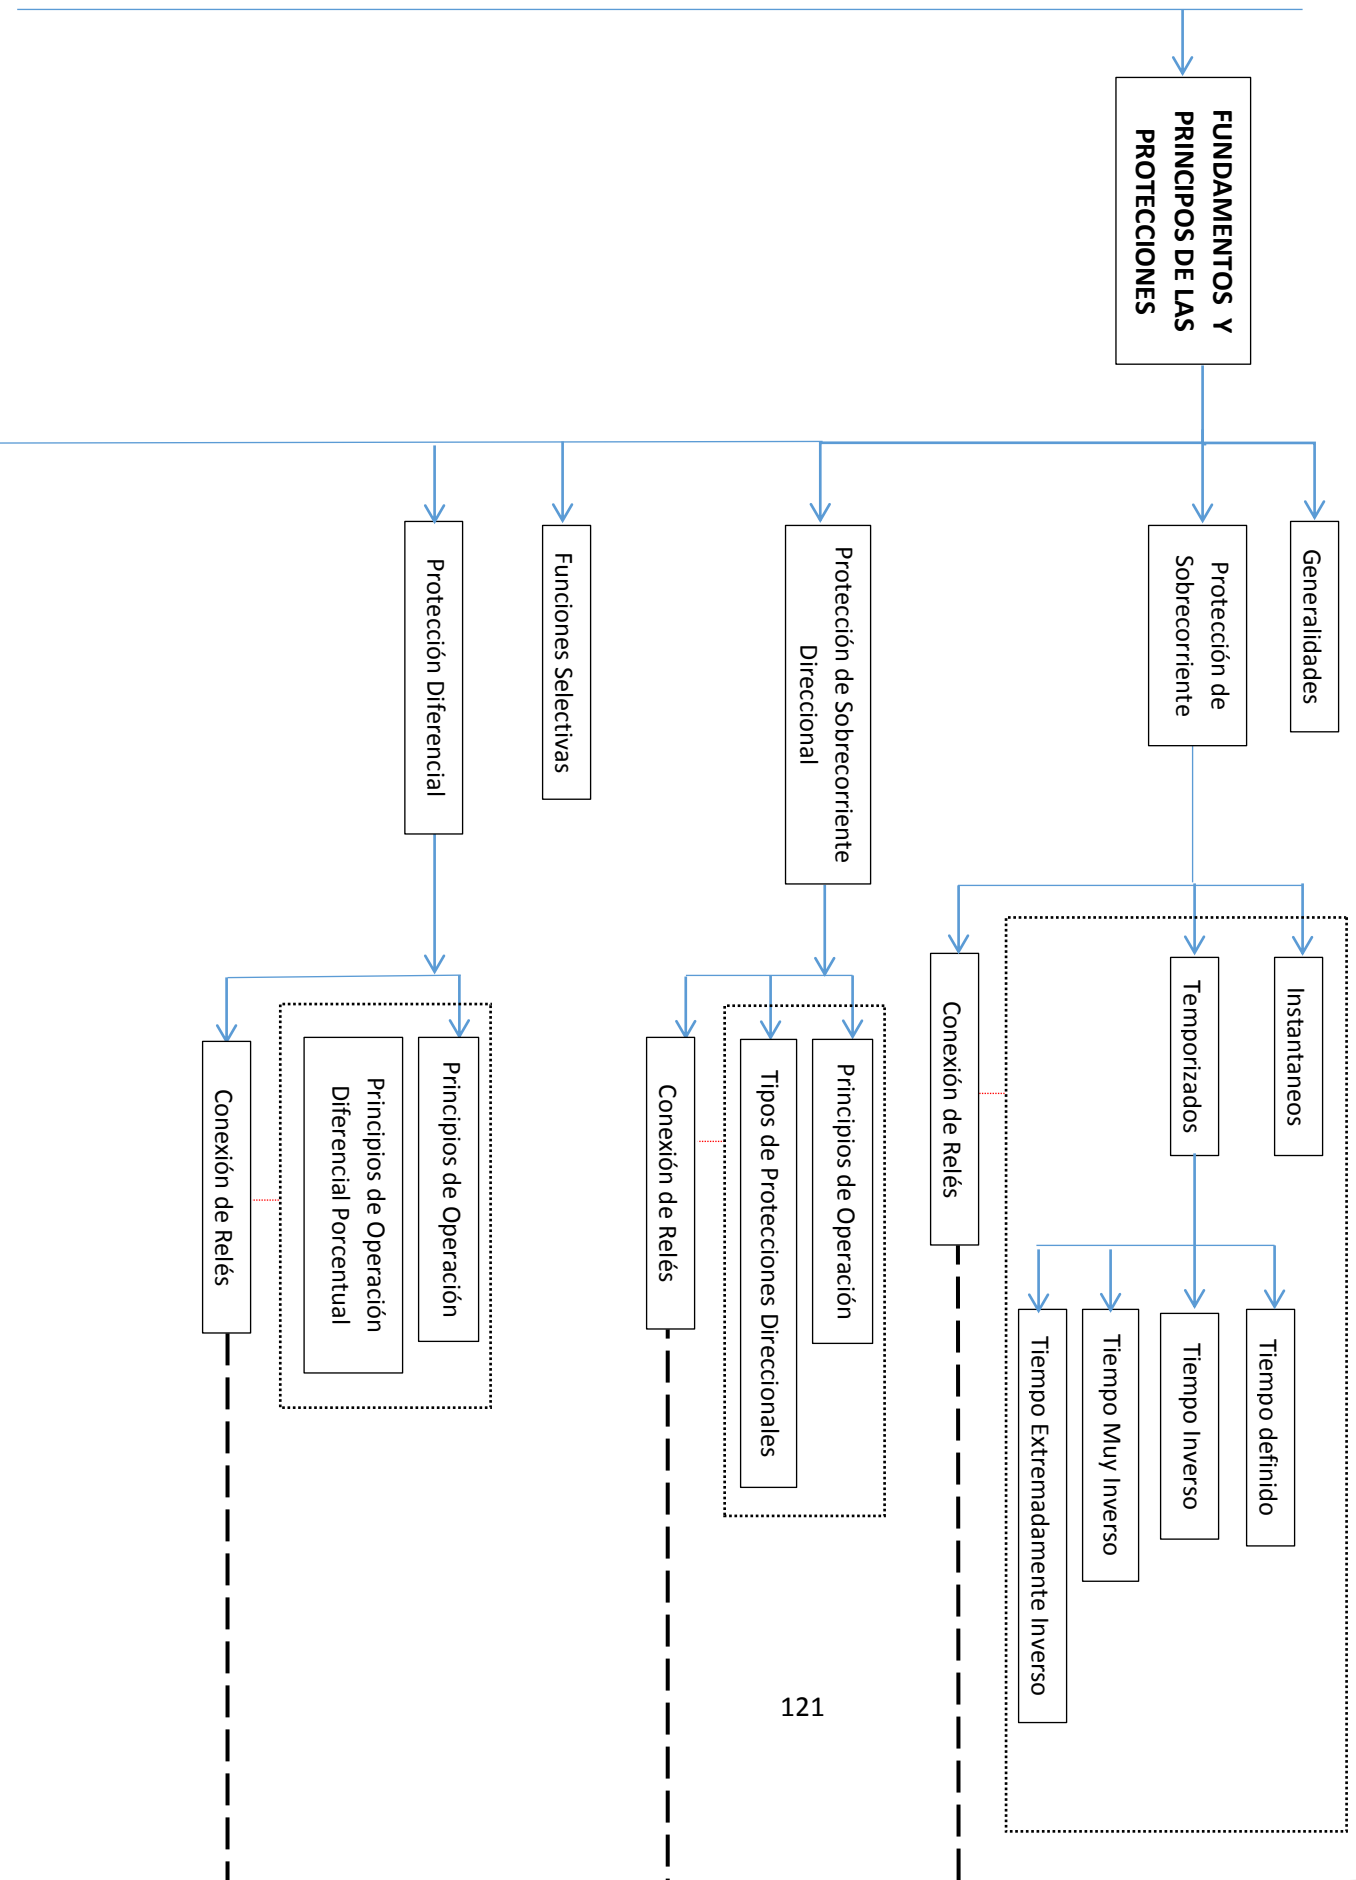 FUNDAMENTOS Y
PRINCIPOS DE LAS
PROTECCIONES
Generalidades
Protección de
Sobrecorriente
Instantaneos
Temporizados
Tiempo definido
Tiempo Inverso
Tiempo Muy Inverso
Tiempo Extremadamente Inverso
Conexión de Relés
Protección de Sobrecorriente
Direccional
Principios de Operación
Tipos de Protecciones Direccionales
Conexión de Relés
Funciones Selectivas
Protección Diferencial
Principios de Operación
Principios de Operación
Diferencial Porcentual
Conexión de Relés
121